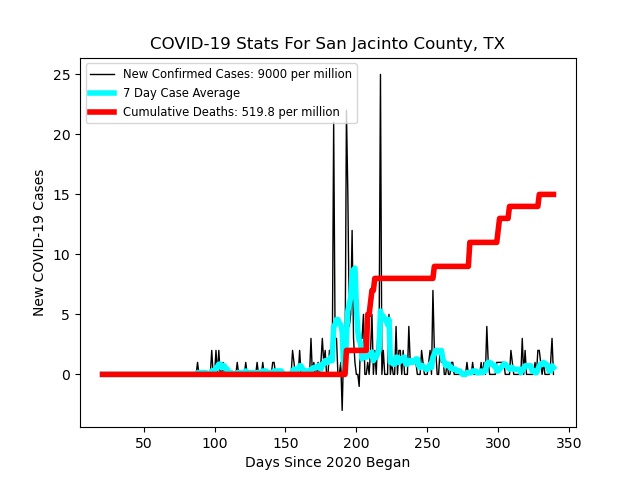 COVID-19 Stats For San Jacinto County, TX
New Confirmed Cases: 9000 per million
7 Day Case Average
Cumulative Deaths: 519.8 per million
New COVID-19 Cases
25
20
15
10
5
0
50 100 150 200 250 300 350
Days Since 2020 Began